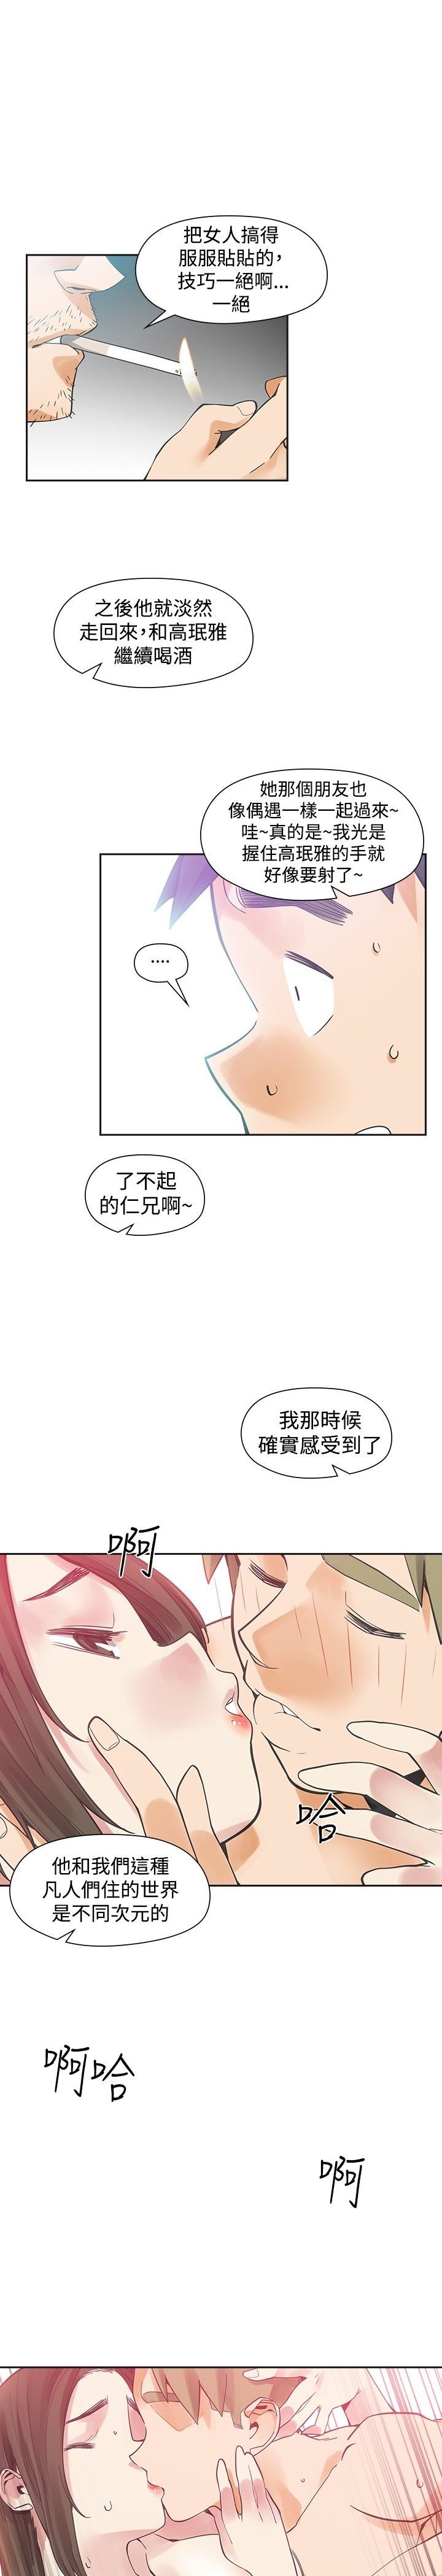 把女人搞得
服服貼貼的,
技巧一絕啊...
一絕
之後他就淡然
走回來,和高珉雅
繼續喝酒
她那個朋友也
像偶遇一樣一起過來~
哇~真的是~我光是
握住高珉雅的手就
好像要射了~
....
了不起
的仁兄啊~
我那時候
確實感受到了
啊
哈
他和我們這種
凡人們住的世界
是不同次元的
啊哈
啊